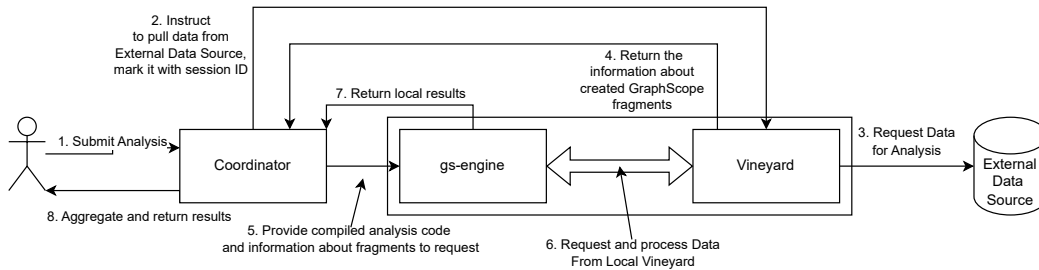 2. Instruct
to pull data from
External Data Source,
mark it with session ID
4. Return the
information about
created GraphScope
fragments
7. Return local results
1. Submit Analysis
3. Request Data
for Analysis
Coordinator
gs-engine
Vineyard
External
Data
Source
8. Aggregate and return results
5. Provide compiled analysis code
and information about fragments to request
6. Request and process Data
From Local Vineyard